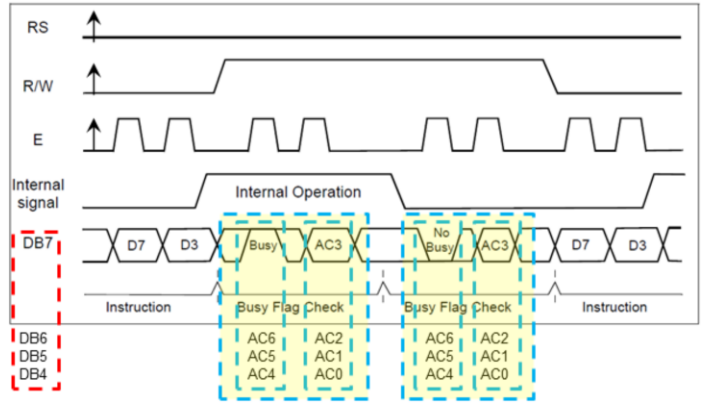 RS
R/W
E
Internal
signal
Internal Operation
DB7
D7
D3
Busy
AC3
No
Busy
AC3
D7
D3
Instruction
Busy Flag Check
Busy Flag Check
Instruction
DB6
AC6
AC2
AC6
AC2
DB5
AC5
AC1
AC5
AC1
DB4
AC4
AC0
AC4
AC0